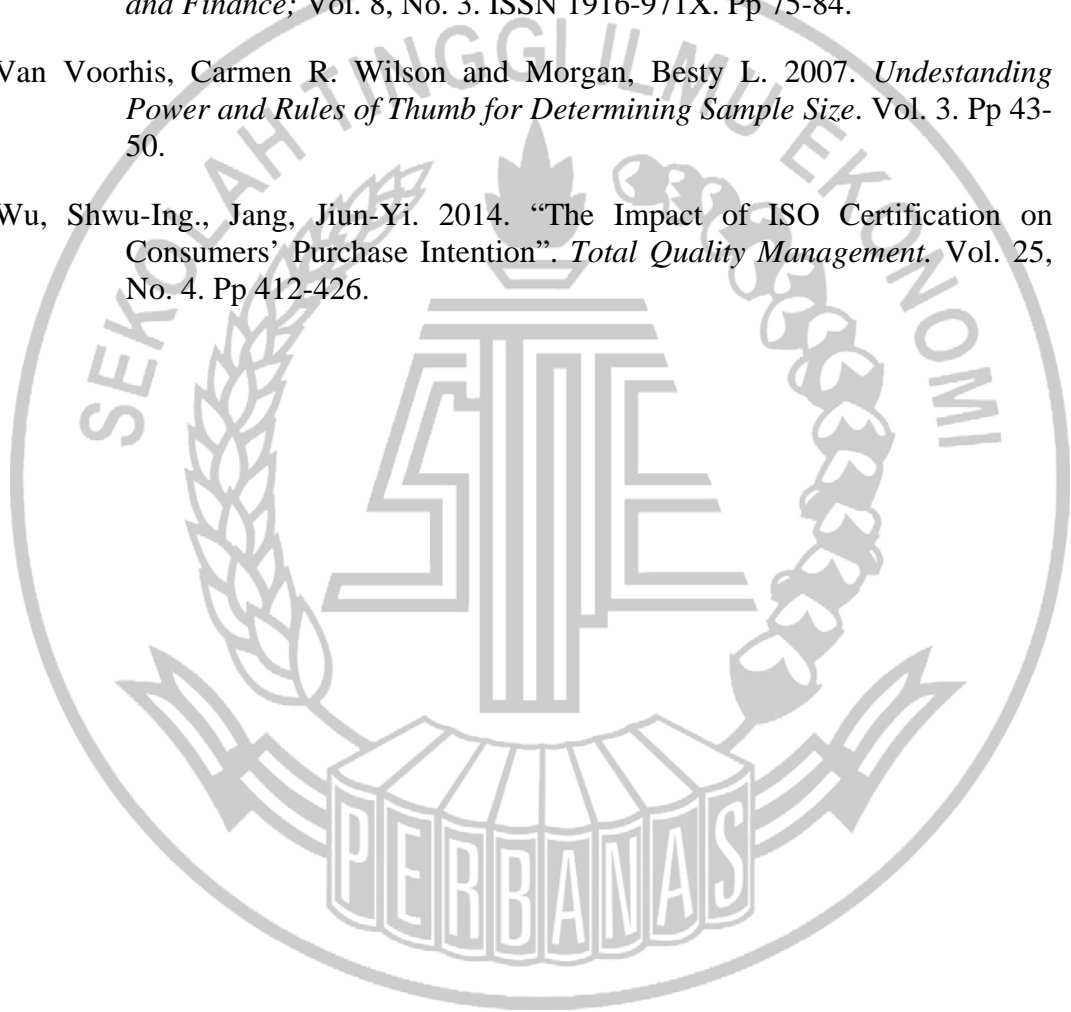 and Finance; Vol. 8, No. 3. ISSN 1916-971X. Pp 75-84.
Van Voorhis, Carmen R. Wilson and Morgan, Besty L. 2007. Undestanding
Power and Rules of Thumb for Determining Sample Size. Vol. 3. Pp 43-
50.
Wu, Shwu-Ing., Jang, Jiun-Yi. 2014. “The Impact of ISO Certification on
Consumers’ Purchase Intention”. Total Quality Management. Vol. 25,
No. 4. Pp 412-426.
SEKOLAH TINGGI ILMU EKONOMI
STIE
PERBANAS